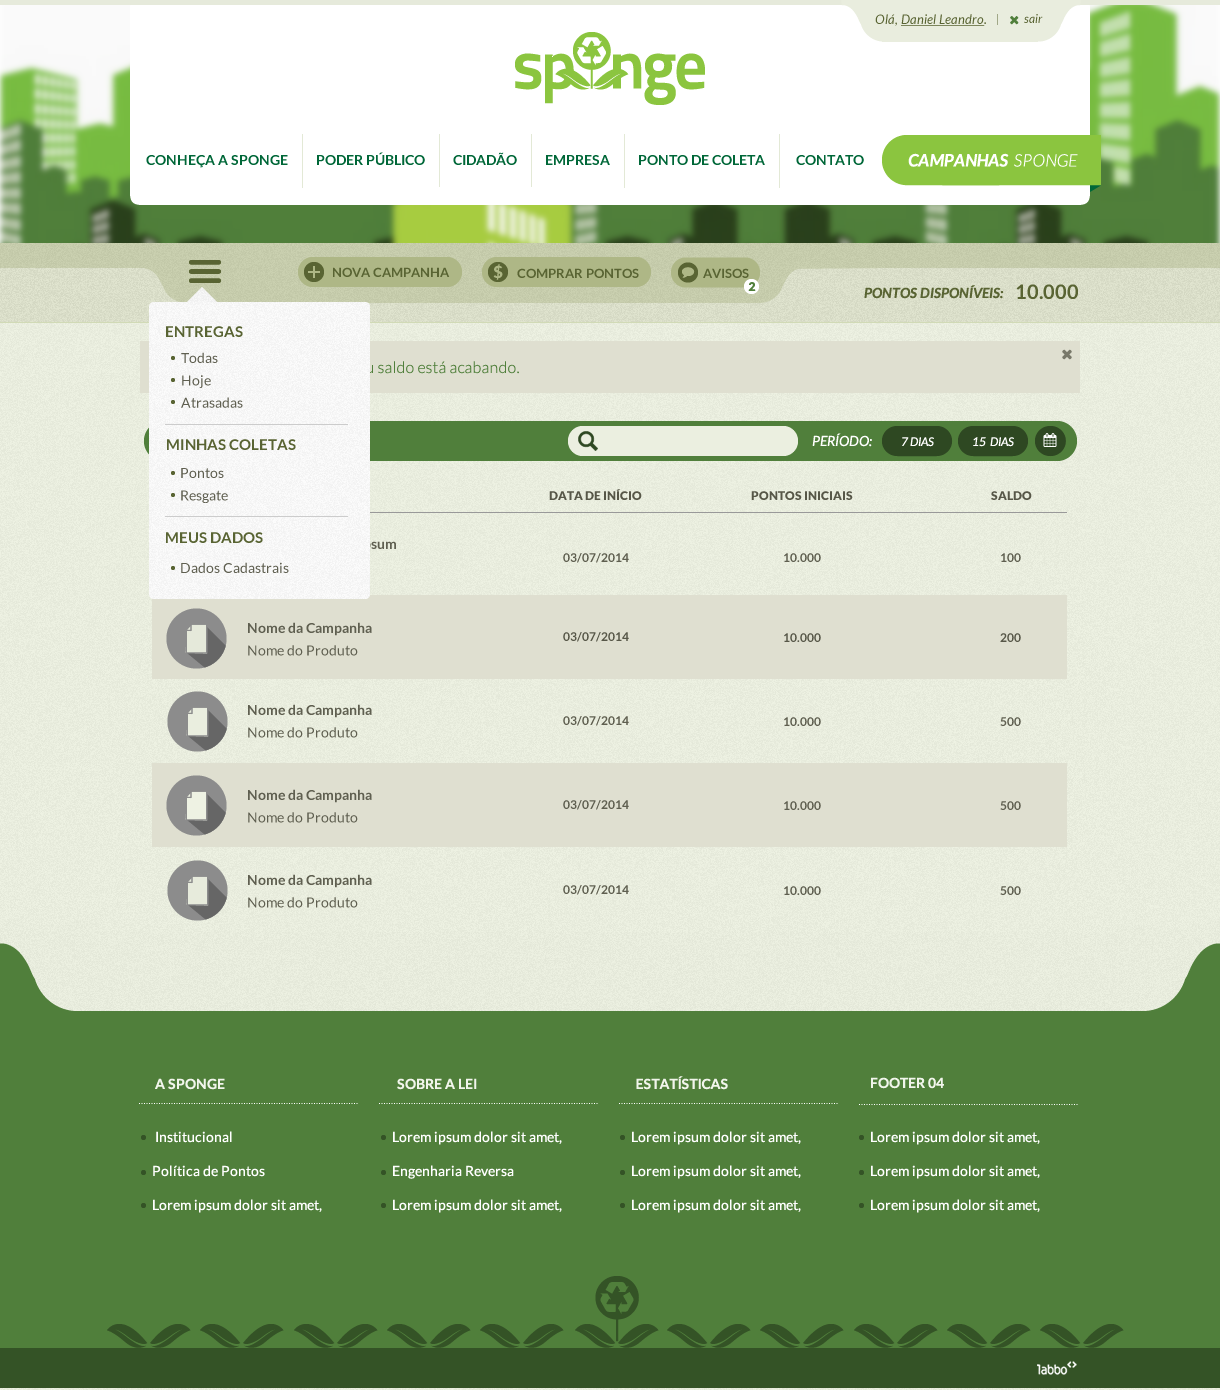 Olá, Daniel Leandro. | sair
sponge
CONHEÇA A SPONGE
PODER PÚBLICO
CIDADÃO
EMPRESA
PONTO DE COLETA
CONTATO
CAMPANHAS SPONGE
NOVA CAMPANHA
COMPRAR PONTOS
AVISOS
2
PONTOS DISPONÍVEIS: 10.000
ENTREGAS
Todas
Hoje
Atrasadas
MINHAS COLETAS
Pontos
Resgate
MEUS DADOS
Dados Cadastrais
saldo está acabando.
PERÍODO:
7 DIAS
15 DIAS
DATA DE INÍCIO
PONTOS INICIAIS
SALDO
03/07/2014
10.000
100
Nome da Campanha
Nome do Produto
03/07/2014
10.000
200
Nome da Campanha
Nome do Produto
03/07/2014
10.000
500
Nome da Campanha
Nome do Produto
03/07/2014
10.000
500
Nome da Campanha
Nome do Produto
03/07/2014
10.000
500
A SPONGE
Institucional
Política de Pontos
Lorem ipsum dolor sit amet,
SOBRE A LEI
Lorem ipsum dolor sit amet,
Engenharia Reversa
Lorem ipsum dolor sit amet,
ESTATÍSTICAS
Lorem ipsum dolor sit amet,
Lorem ipsum dolor sit amet,
Lorem ipsum dolor sit amet,
FOOTER 04
Lorem ipsum dolor sit amet,
Lorem ipsum dolor sit amet,
Lorem ipsum dolor sit amet,
labbo